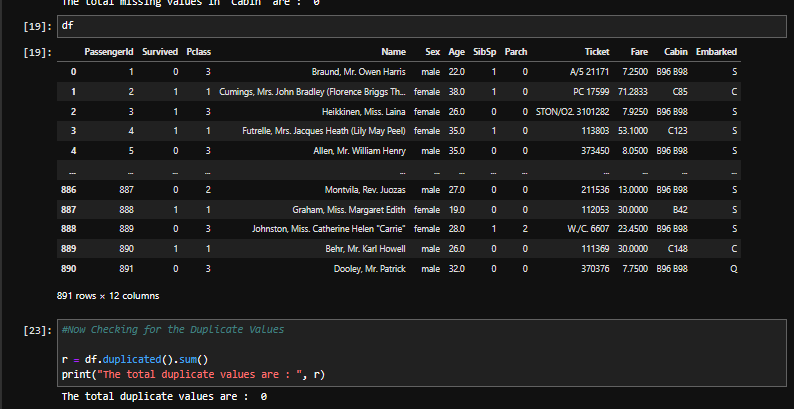 The total missing values in 'Cabin' are :  0
[19]: df
[19]: PassengerId Survived Pclass Name Sex Age SibSp Parch Ticket Fare Cabin Embarked
0 1 0 3 Braund, Mr. Owen Harris male 22.0 1 0 A/5 21171 7.2500 B96 B98 S
1 2 1 1 Cumings, Mrs. John Bradley (Florence Briggs Th... female 38.0 1 0 PC 17599 71.2833 C85 C
2 3 1 3 Heikkinen, Miss. Laina female 26.0 0 0 STON/O2. 3101282 7.9250 B96 B98 S
3 4 1 1 Futrelle, Mrs. Jacques Heath (Lily May Peel) female 35.0 1 0 113803 53.1000 C123 S
4 5 0 3 Allen, Mr. William Henry male 35.0 0 0 373450 8.0500 B96 B98 S
... ... ... ... ... ... ... ... ... ... ... ... ...
886 887 0 2 Montvila, Rev. Juozas male 27.0 0 0 211536 13.0000 B96 B98 S
887 888 1 1 Graham, Miss. Margaret Edith female 19.0 0 0 112053 30.0000 B42 S
888 889 0 3 Johnston, Miss. Catherine Helen "Carrie" female 28.0 1 2 W./C. 6607 23.4500 B96 B98 S
889 890 1 1 Behr, Mr. Karl Howell male 26.0 0 0 111369 30.0000 C148 C
890 891 0 3 Dooley, Mr. Patrick male 32.0 0 0 370376 7.7500 B96 B98 Q
891 rows × 12 columns
[23]: #Now Checking for the Duplicate Values
r = df.duplicated().sum()
print("The total duplicate values are : ", r)
The total duplicate values are :  0